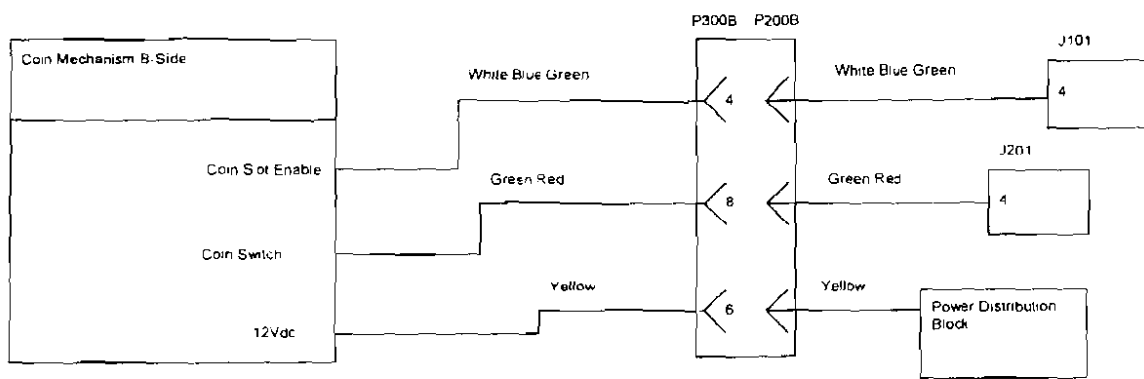 P300B P200B
J101
Coin Mechanism B-Side
White Blue Green
White Blue Green
4
4
Coin Slot Enable
Green Red
Green Red
J201
8
4
Coin Switch
Yellow
Yellow
6
Power Distribution
Block
12Vdc